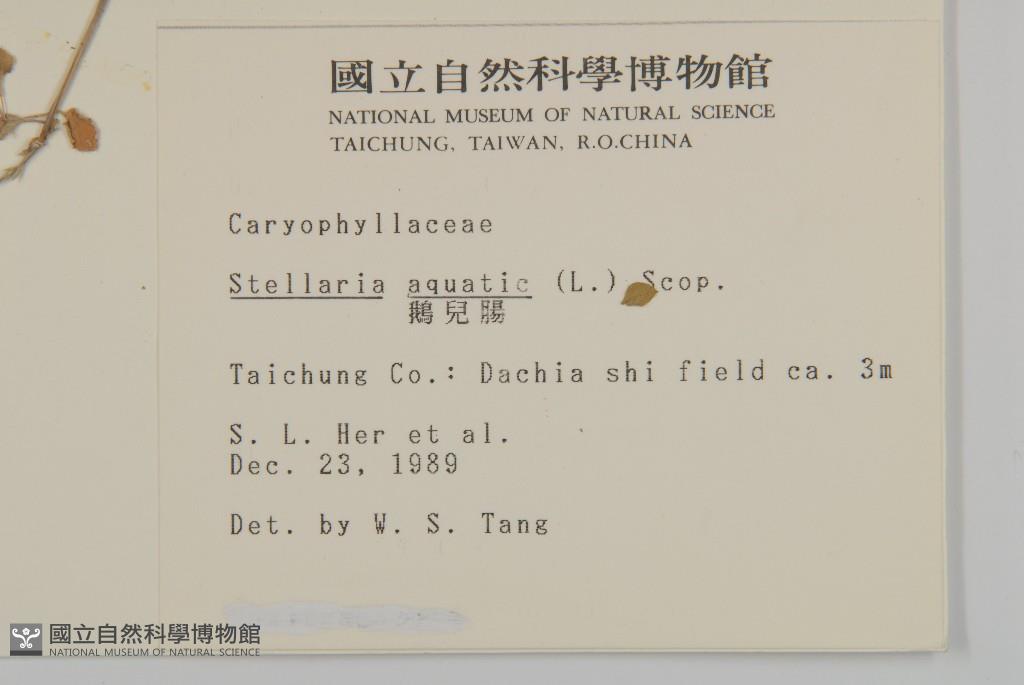 國立自然科學博物館
NATIONAL MUSEUM OF NATURAL SCIENCE
TAICHUNG, TAIWAN, R.O.CHINA
Caryophyllaceae
Stellaria aquatic (L.) Scop.
鵝兒腸
Taichung Co.: Dachia shi field ca. 3m
S. L. Her et al.
Dec. 23, 1989
Det. by W. S. Tang
國立自然科學博物館
NATIONAL MUSEUM OF NATURAL SCIENCE